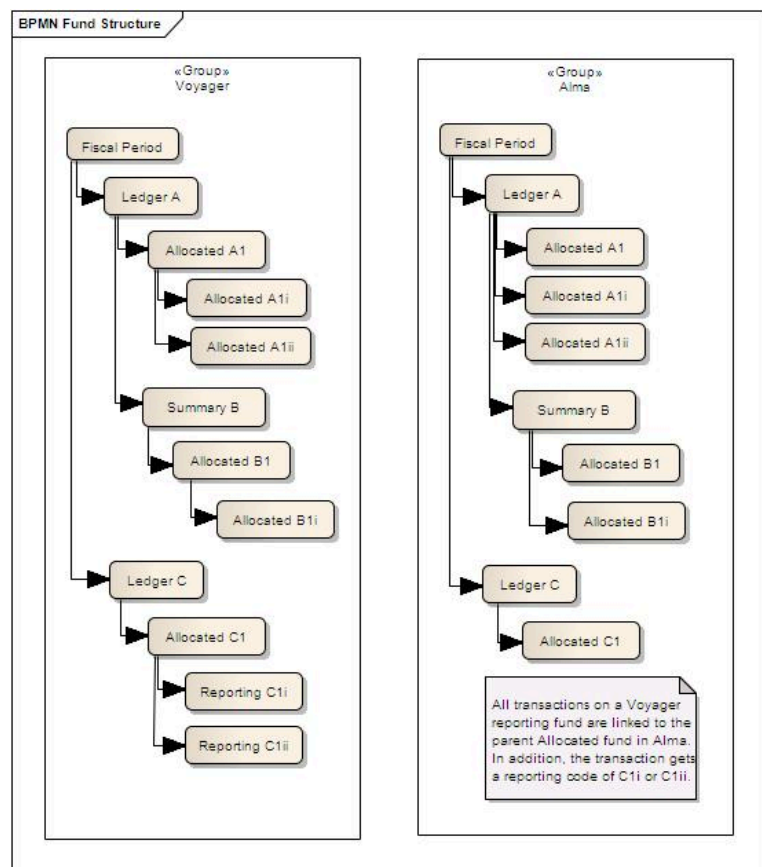 BPMN Fund Structure
«Group»
Voyager
Fiscal Period
Ledger A
Allocated A1
Allocated A1i
Allocated A1ii
Summary B
Allocated B1
Allocated B1i
Ledger C
Allocated C1
Reporting C1i
Reporting C1ii
«Group»
Alma
Fiscal Period
Ledger A
Allocated A1
Allocated A1i
Allocated A1ii
Summary B
Allocated B1
Allocated B1i
Ledger C
Allocated C1
All transactions on a Voyager
reporting fund are linked to the
parent Allocated fund in Alma.
In addition, the transaction gets
a reporting code of C1i or C1ii.